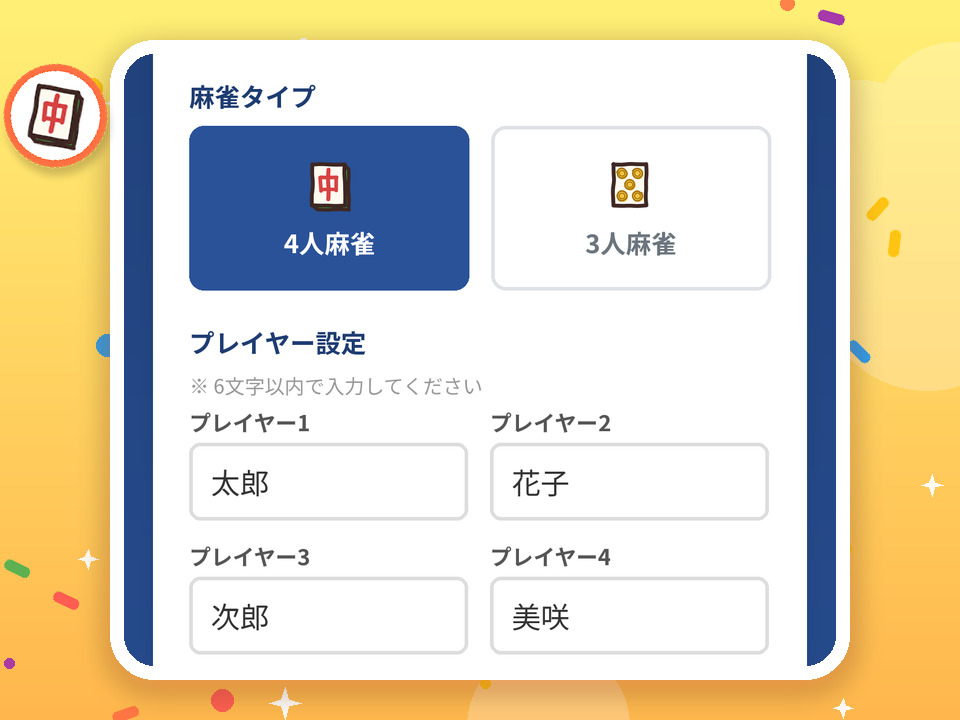 中
麻雀タイプ
中
4人麻雀
3人麻雀
プレイヤー設定
※ 6文字以内で入力してください
プレイヤー1
プレイヤー2
太郎
花子
プレイヤー3
プレイヤー4
次郎
美咲